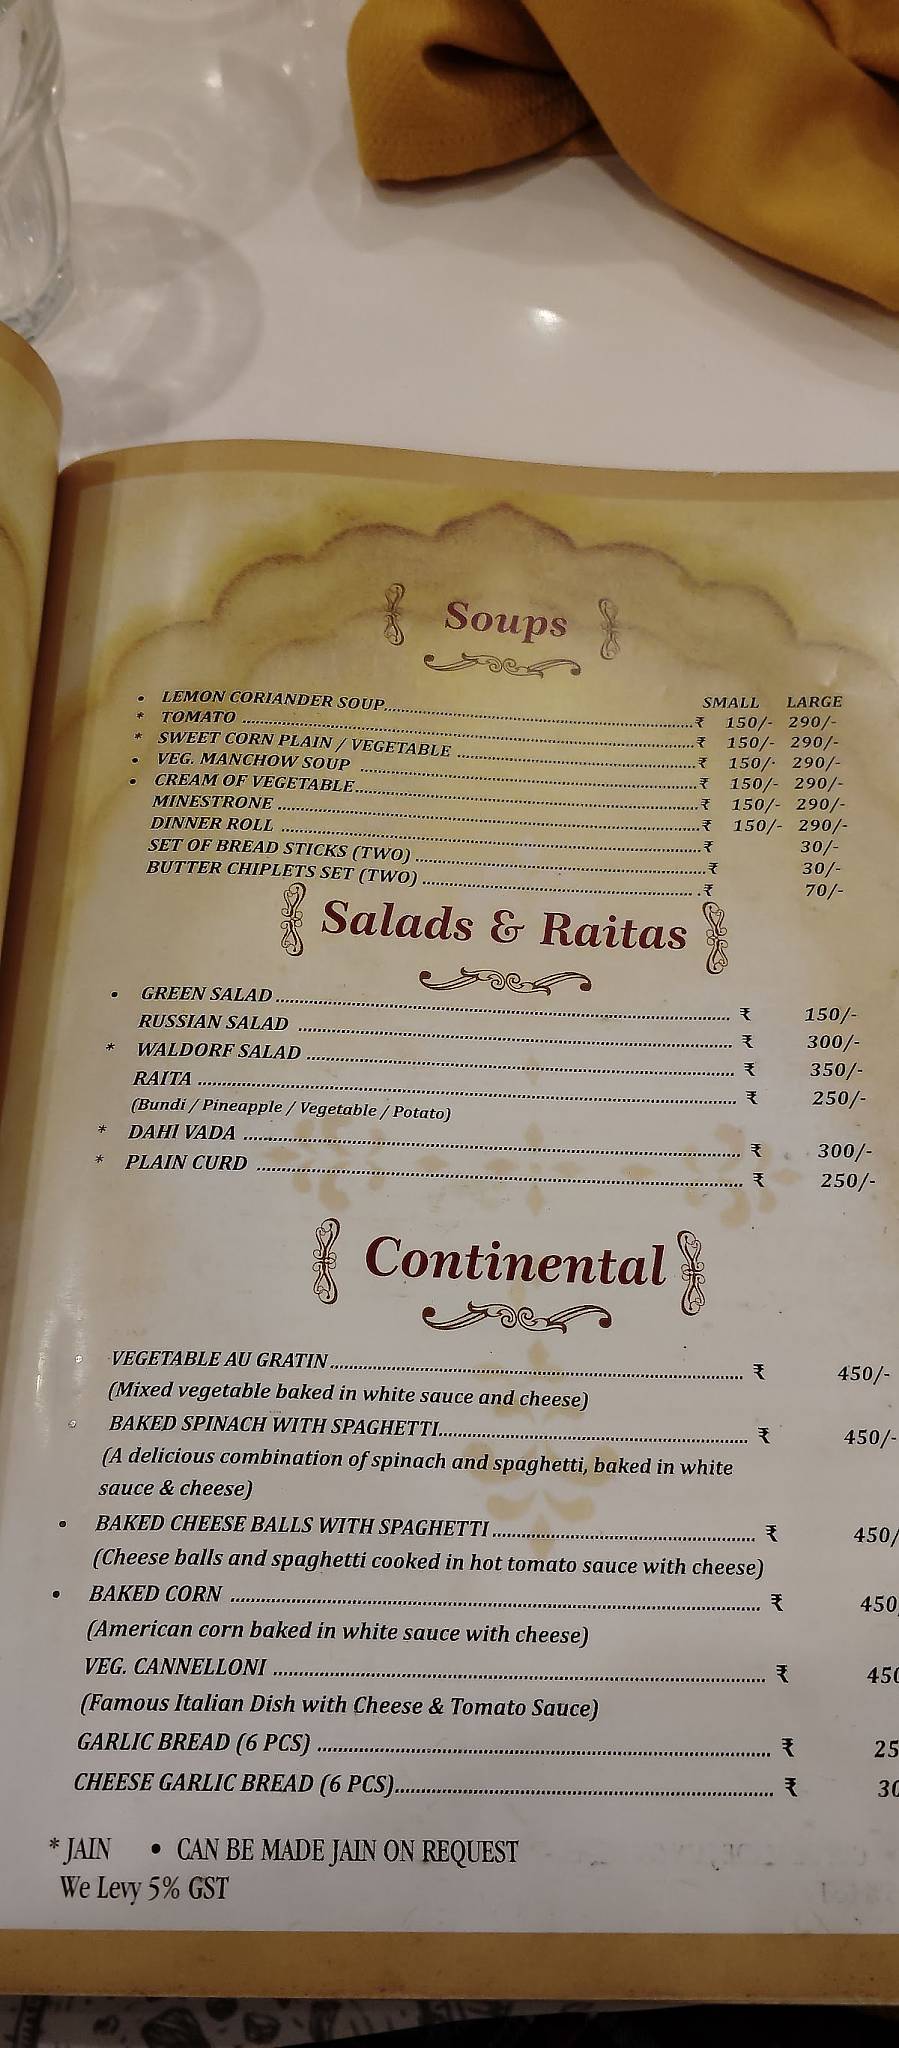 Soups
SMALL LARGE
• LEMON CORIANDER SOUP ₹ 150/- 290/-
* TOMATO ₹ 150/- 290/-
* SWEET CORN PLAIN / VEGETABLE ₹ 150/- 290/-
• VEG. MANCHOW SOUP ₹ 150/- 290/-
• CREAM OF VEGETABLE ₹ 150/- 290/-
MINESTRONE ₹ 150/- 290/-
DINNER ROLL ₹ 30/-
SET OF BREAD STICKS (TWO) ₹ 30/-
BUTTER CHIPLETS SET (TWO) ₹ 70/-
Salads & Raitas
• GREEN SALAD ₹ 150/-
RUSSIAN SALAD ₹ 300/-
* WALDORF SALAD ₹ 350/-
RAITA ₹ 250/-
(Bundi / Pineapple / Vegetable / Potato)
* DAHI VADA ₹ 300/-
* PLAIN CURD ₹ 250/-
Continental
• VEGETABLE AU GRATIN ₹ 450/-
(Mixed vegetable baked in white sauce and cheese)
• BAKED SPINACH WITH SPAGHETTI ₹ 450/-
(A delicious combination of spinach and spaghetti, baked in white
sauce & cheese)
• BAKED CHEESE BALLS WITH SPAGHETTI ₹ 450/
(Cheese balls and spaghetti cooked in hot tomato sauce with cheese)
• BAKED CORN ₹ 450
(American corn baked in white sauce with cheese)
VEG. CANNELLONI ₹ 450
(Famous Italian Dish with Cheese & Tomato Sauce)
GARLIC BREAD (6 PCS) ₹ 25
CHEESE GARLIC BREAD (6 PCS) ₹ 30
* JAIN • CAN BE MADE JAIN ON REQUEST
We Levy 5% GST